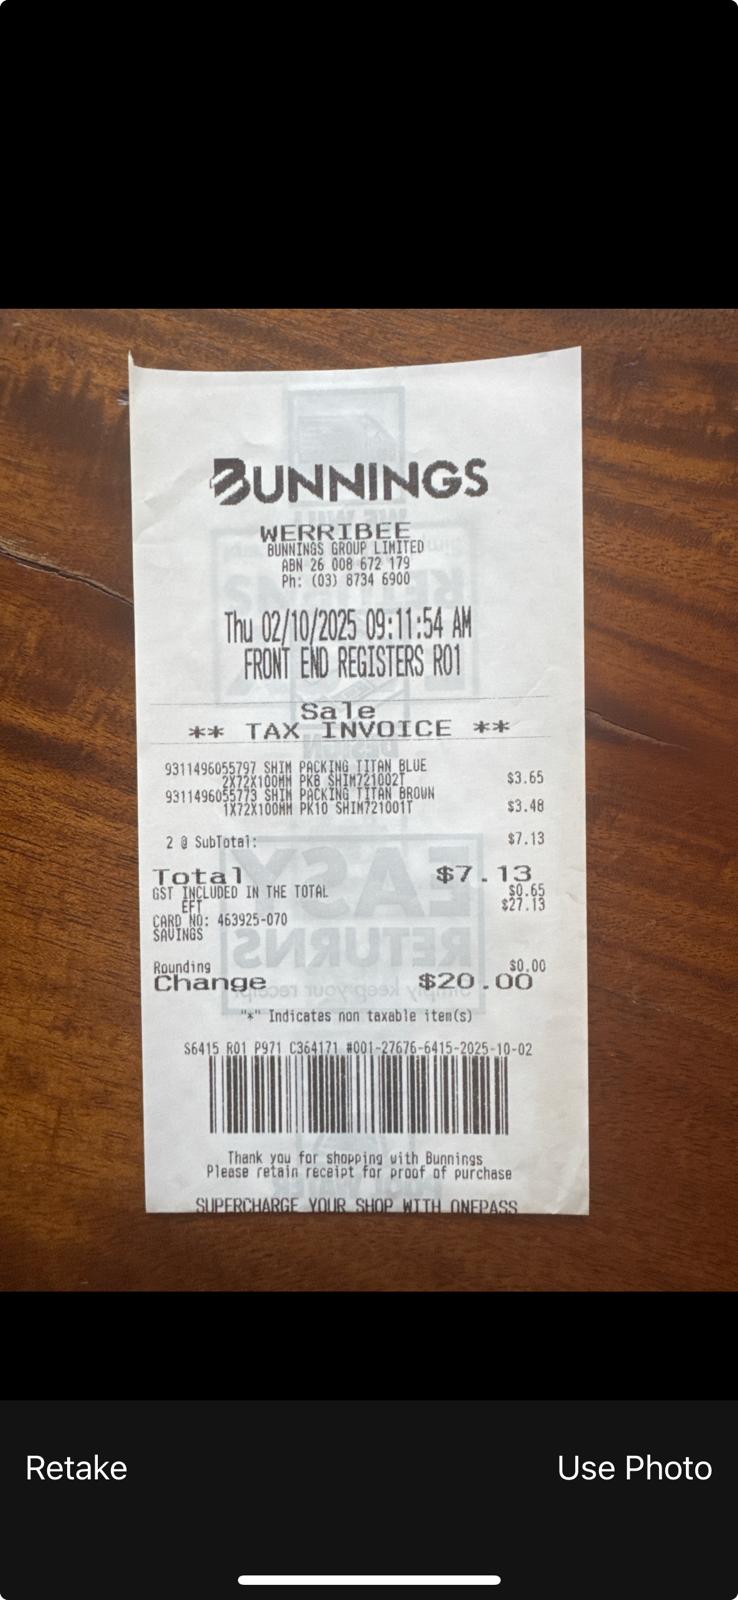 BUNNINGS
WERRIBEE
BUNNINGS GROUP LIMITED
ABN 26 008 672 179
Ph: (03) 8734 6900
Thu 02/10/2025 09:11:54 AM
FRONT END REGISTERS R01
Sale
** TAX INVOICE **
9311496055797 SHIM PACKING TITAN BLUE
2X72X100MM PK8 SHIM721002T $3.65
9311496055773 SHIM PACKING TITAN BROWN
1X72X100MM PK10 SHIM721001T $3.48
2 @ SubTotal: $7.13
Total $7.13
GST INCLUDED IN THE TOTAL $0.65
EFT $27.13
CARD NO: 463925-070
SAVINGS
Rounding $0.00
Change $20.00
"*" Indicates non taxable item(s)
S6415 R01 P971 C364171 #001-27676-6415-2025-10-02
Thank you for shopping with Bunnings
Please retain receipt for proof of purchase
SUPERCHARGE YOUR SHOP WITH ONEPASS
Retake Use Photo